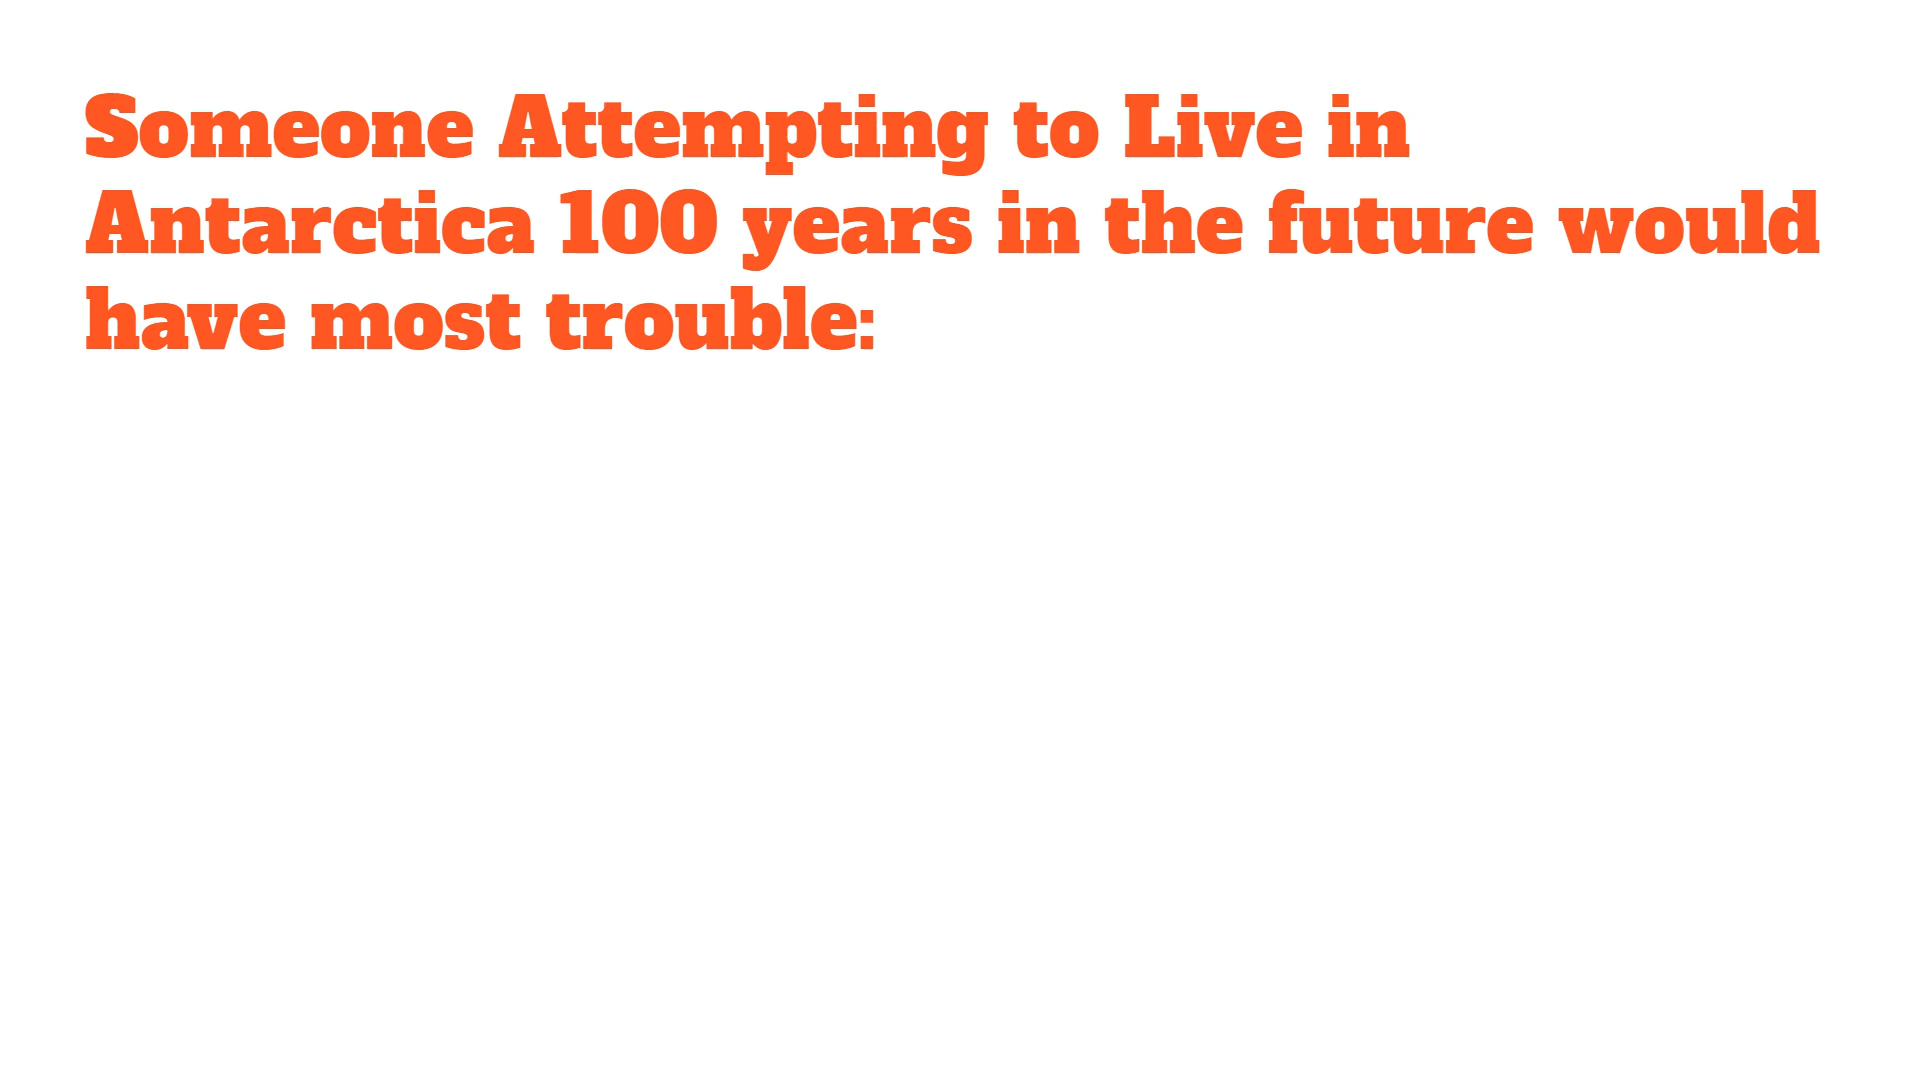 Someone Attempting to Live in
Antarctica 100 years in the future would
have most trouble: